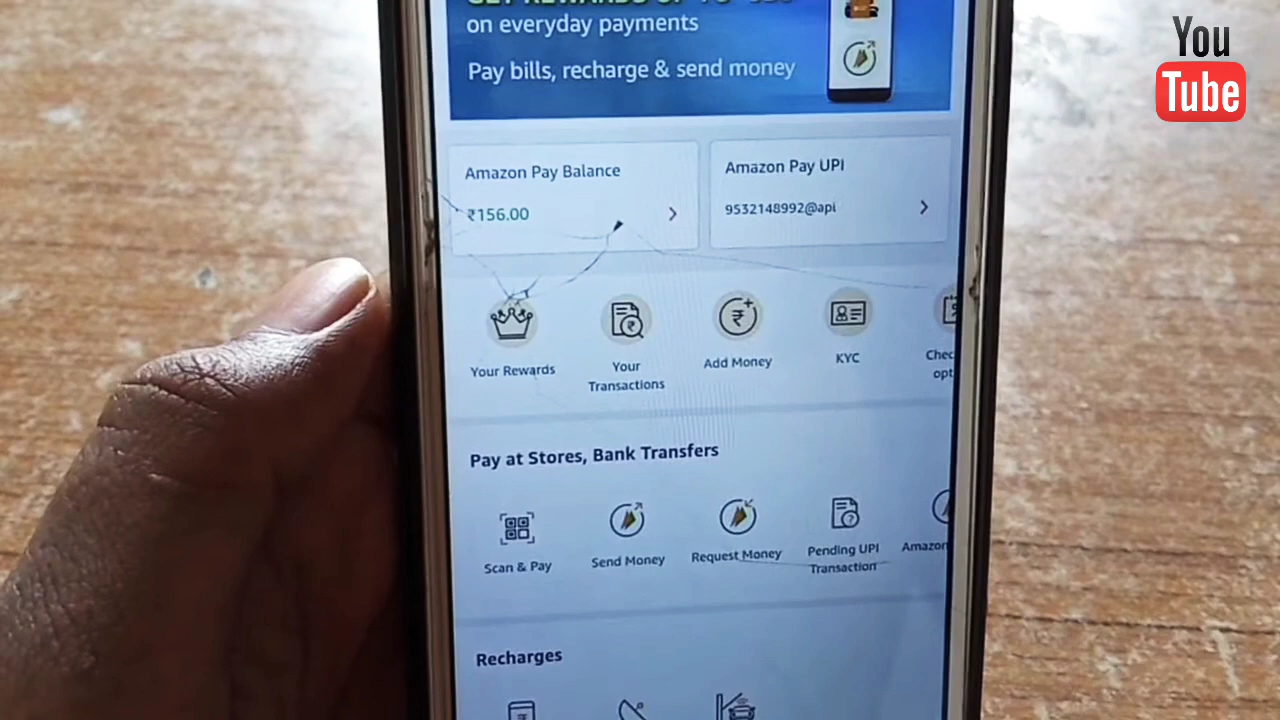 on everyday payments
Pay bills, recharge & send money
You
Tube
Amazon Pay Balance
₹156.00
Amazon Pay UPI
9532148992@api
Your Rewards
Your
Transactions
Add Money
KYC
Pay at Stores, Bank Transfers
Scan & Pay
Send Money
Request Money
Pending UPI
Transaction
Amazon
Recharges